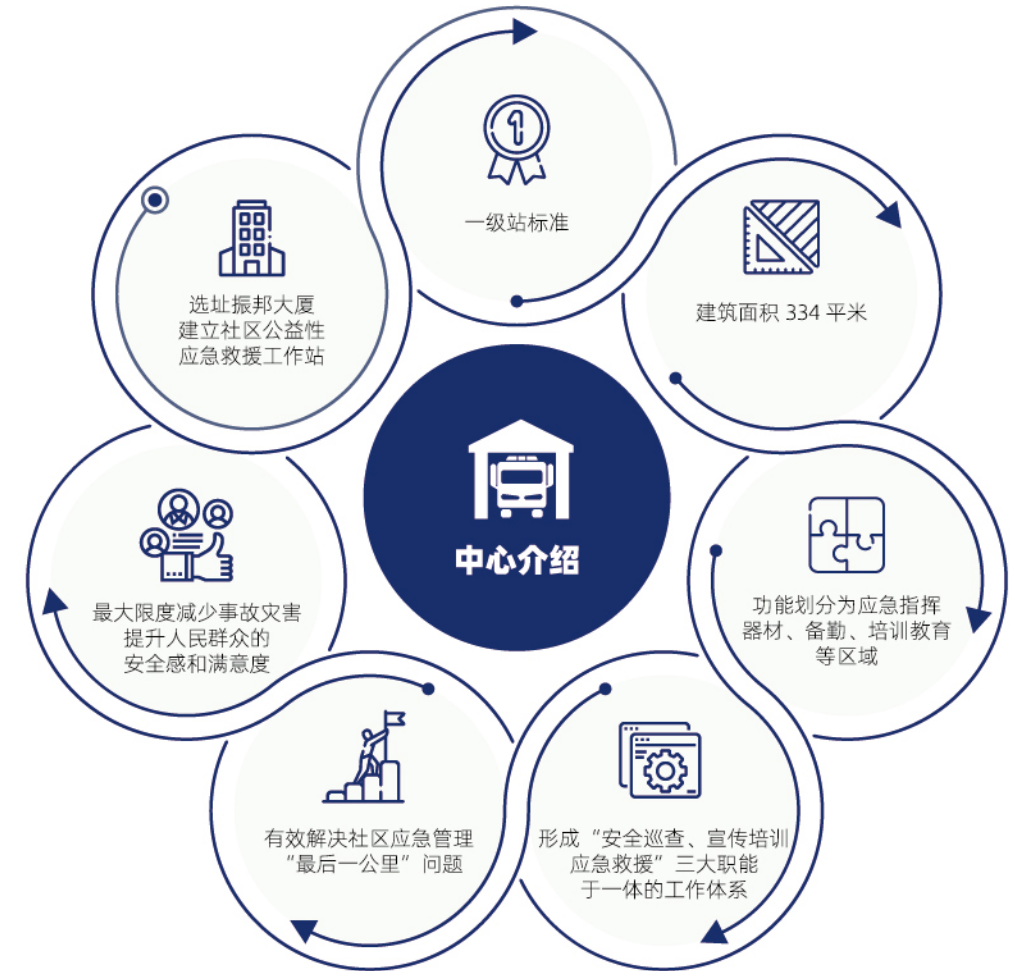 中心介绍
选址振邦大厦
建立社区公益性
应急救援工作站
1
一级站标准
建筑面积 334 平米
功能划分为应急指挥
器材、备勤、培训教育
等区域
形成“安全巡查、宣传培训
应急救援”三大职能
于一体的工作体系
有效解决社区应急管理
“最后一公里”问题
最大限度减少事故灾害
提升人民群众的
安全感和满意度